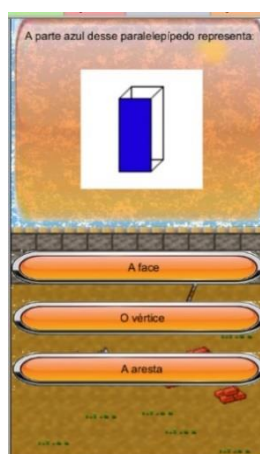 A parte azul desse paralelepípedo representa:
A face
O vértice
A aresta